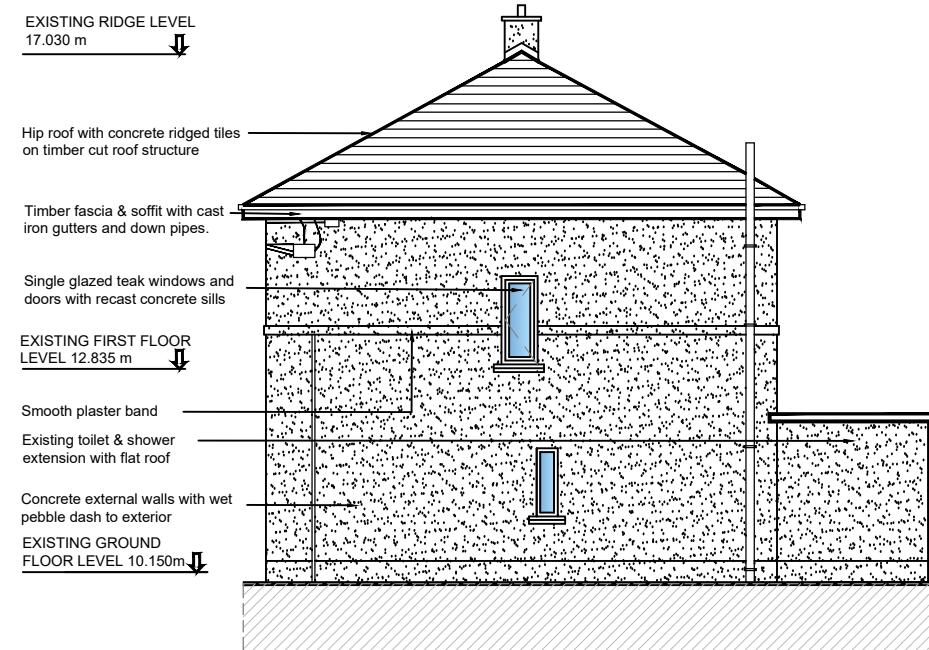 EXISTING RIDGE LEVEL
17.030 m
Hip roof with concrete ridged tiles
on timber cut roof structure
Timber fascia & soffit with cast
iron gutters and down pipes.
Single glazed teak windows and
doors with recast concrete sills
EXISTING FIRST FLOOR
LEVEL 12.835 m
Smooth plaster band
Existing toilet & shower
extension with flat roof
Concrete external walls with wet
pebble dash to exterior
EXISTING GROUND
FLOOR LEVEL 10.150m